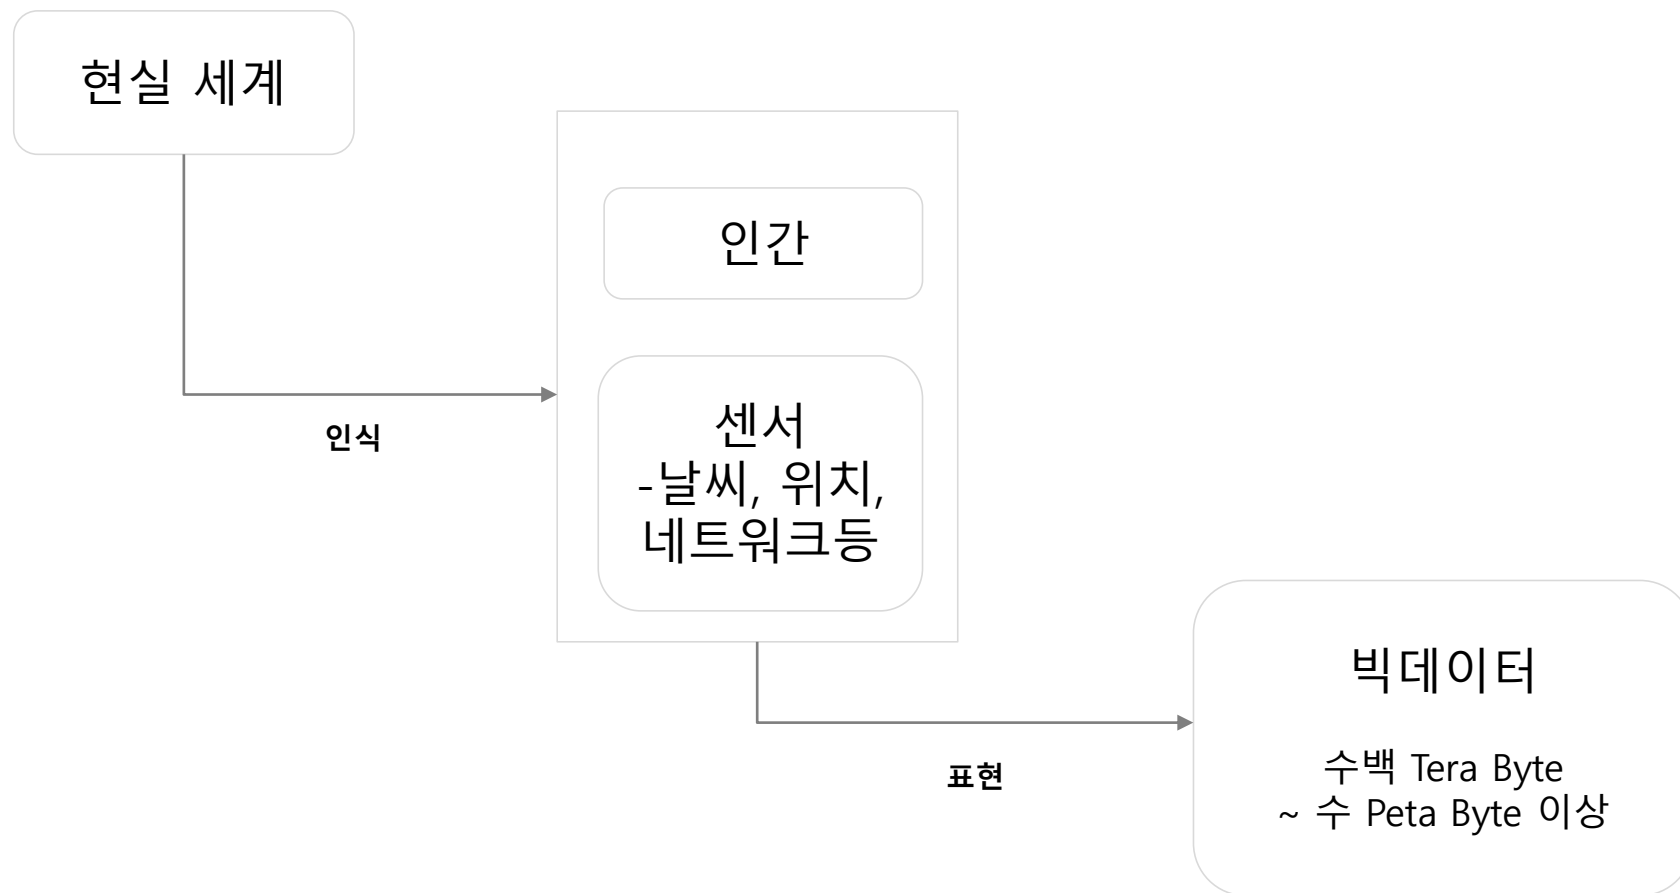 현실 세계
인간
센서
-날씨, 위치,
네트워크등
인식
빅데이터
수백 Tera Byte
~ 수 Peta Byte 이상
표현